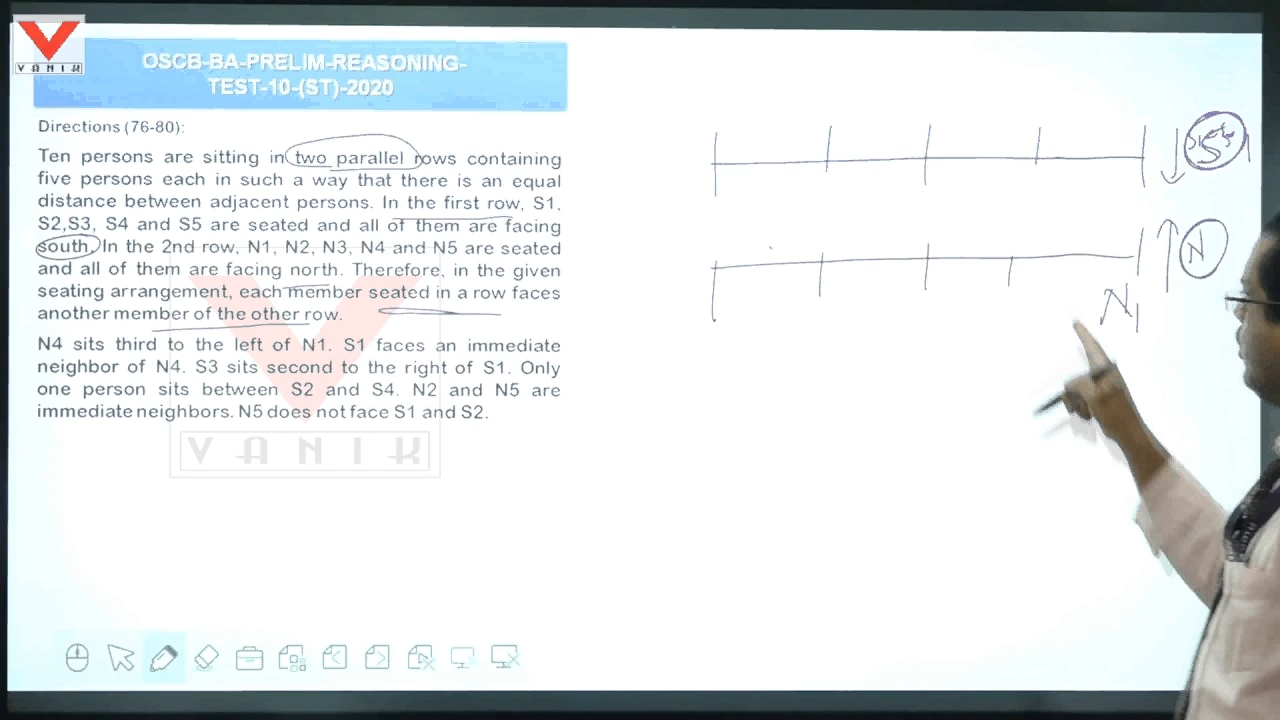 VANIK
OSCB-BA-PRELIM-REASONING-
TEST-10-(ST)-2020
Directions (76-80):
Ten persons are sitting in two parallel rows containing
five persons each in such a way that there is an equal
distance between adjacent persons. In the first row, S1,
S2,S3, S4 and S5 are seated and all of them are facing
south. In the 2nd row, N1, N2, N3, N4 and N5 are seated
and all of them are facing north. Therefore, in the given
seating arrangement, each member seated in a row faces
another member of the other row.
N4 sits third to the left of N1. S1 faces an immediate
neighbor of N4. S3 sits second to the right of S1. Only
one person sits between S2 and S4. N2 and N5 are
immediate neighbors. N5 does not face S1 and S2.
VANIK
N
N1